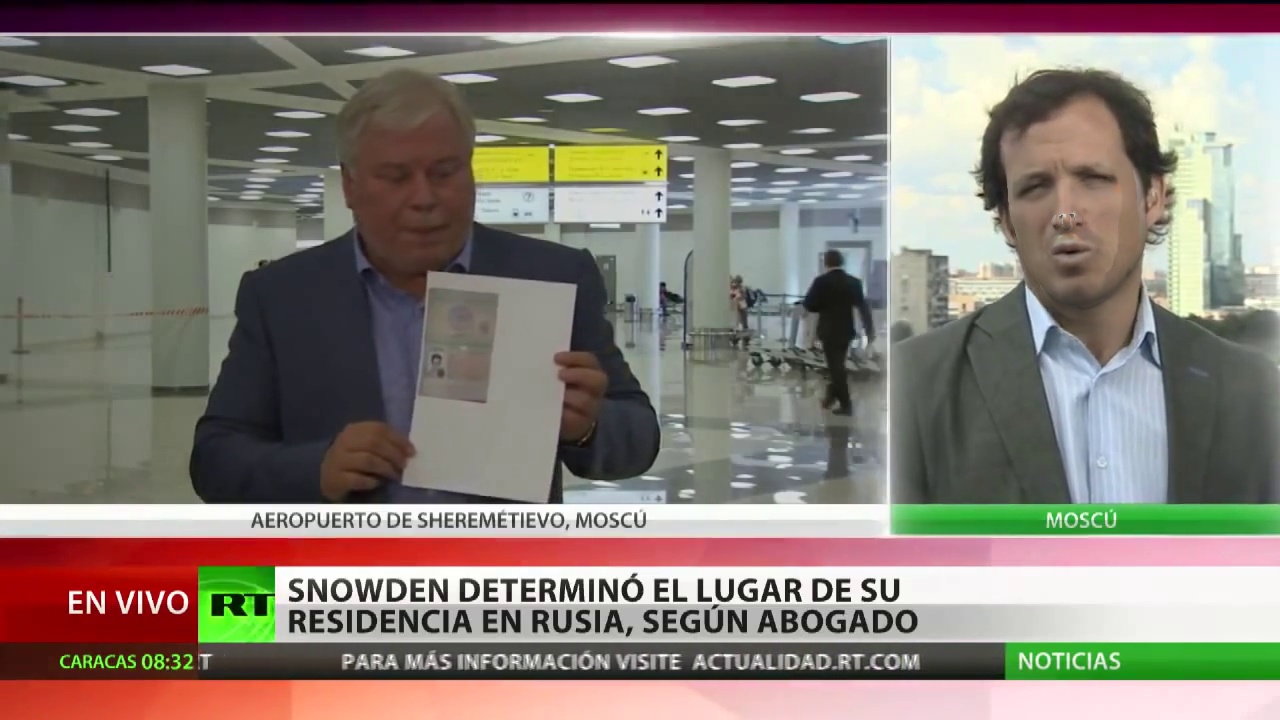 AEROPUERTO DE SHEREMÉTIEVO, MOSCÚ
MOSCÚ
EN VIVO
RT
SNOWDEN DETERMINÓ EL LUGAR DE SU
RESIDENCIA EN RUSIA, SEGÚN ABOGADO
CARACAS 08:32
RT
PARA MÁS INFORMACIÓN VISITE ACTUALIDAD.RT.COM
NOTICIAS